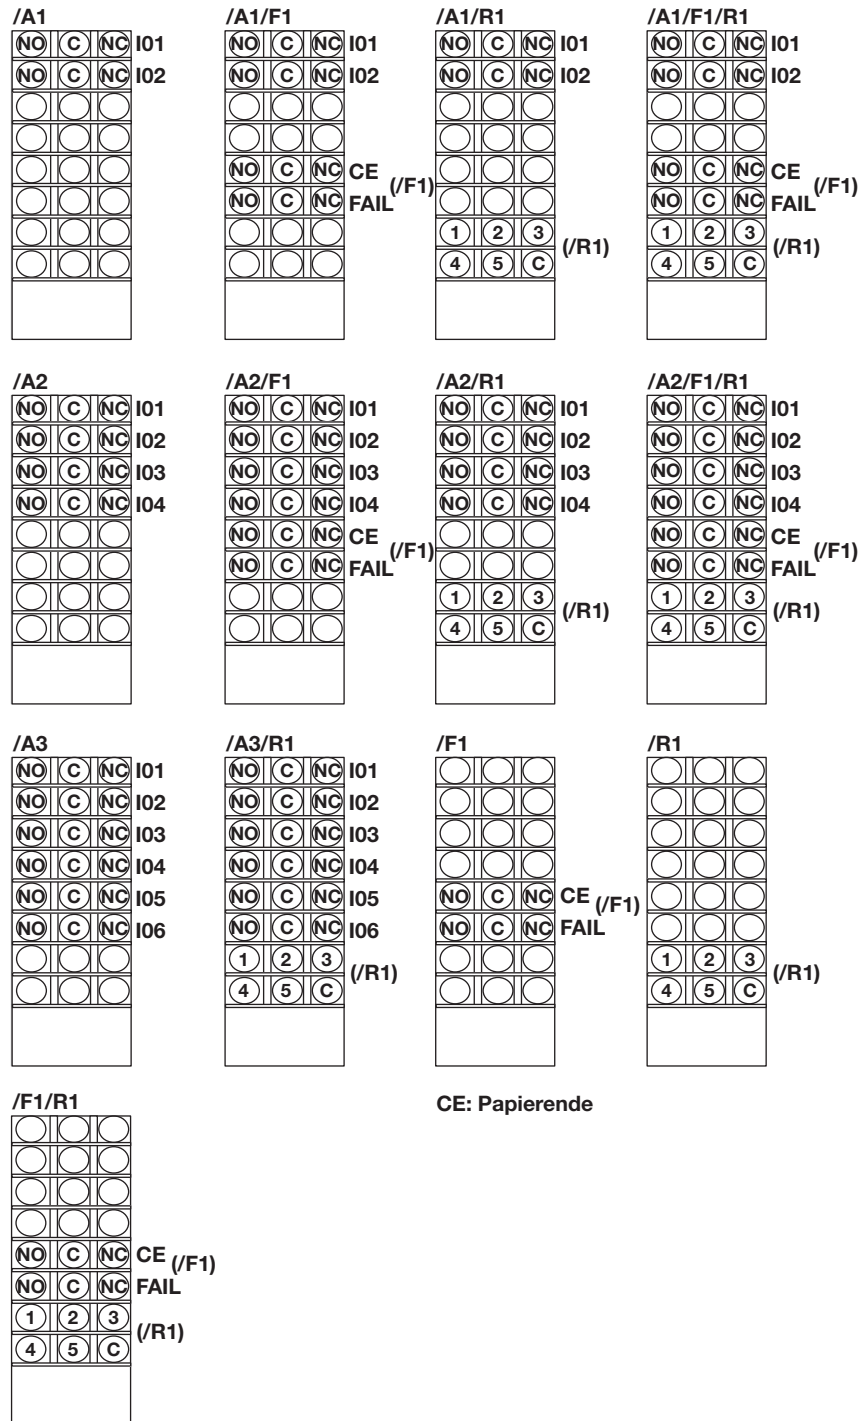 /A1 /A1/F1 /A1/R1 /A1/F1/R1
NO C NC I01 NO C NC I01 NO C NC I01 NO C NC I01
NO C NC I02 NO C NC I02 NO C NC I02 NO C NC I02
NO C NC CE (/F1) NO C NC CE (/F1)
NO C NC FAIL NO C NC FAIL
1 2 3 (/R1) 1 2 3 (/R1)
4 5 C 4 5 C
/A2 /A2/F1 /A2/R1 /A2/F1/R1
NO C NC I01 NO C NC I01 NO C NC I01 NO C NC I01
NO C NC I02 NO C NC I02 NO C NC I02 NO C NC I02
NO C NC I03 NO C NC I03 NO C NC I03 NO C NC I03
NO C NC I04 NO C NC I04 NO C NC I04 NO C NC I04
NO C NC CE (/F1) NO C NC CE (/F1)
NO C NC FAIL NO C NC FAIL
1 2 3 (/R1) 1 2 3 (/R1)
4 5 C 4 5 C
/A3 /A3/R1 /F1 /R1
NO C NC I01 NO C NC I01
NO C NC I02 NO C NC I02
NO C NC I03 NO C NC I03
NO C NC I04 NO C NC I04
NO C NC I05 NO C NC I05 NO C NC CE (/F1)
NO C NC I06 NO C NC I06 NO C NC FAIL
1 2 3 (/R1) 1 2 3 (/R1)
4 5 C 4 5 C
/F1/R1 CE: Papierende
NO C NC CE (/F1)
NO C NC FAIL
1 2 3 (/R1)
4 5 C